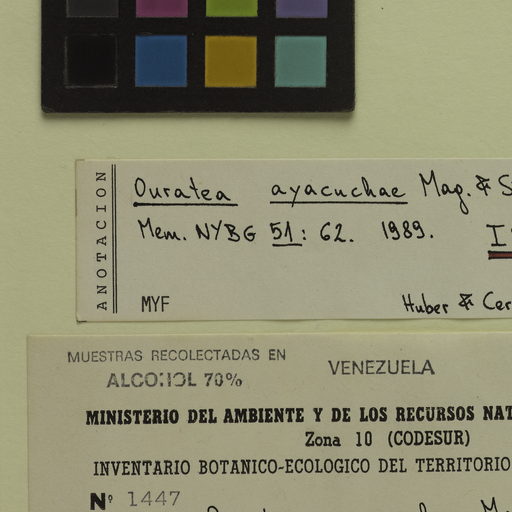 ANOTACION
Ouratea ayacuchae Mag. & S
Mem. NYBG 51: 62. 1989.
MYF
Huber & Cer
MUESTRAS RECOLECTADAS EN
ALCOHOL 70%
VENEZUELA
MINISTERIO DEL AMBIENTE Y DE LOS RECURSOS NAT
Zona 10 (CODESUR)
INVENTARIO BOTANICO-ECOLOGICO DEL TERRITORIO
Nº 1447